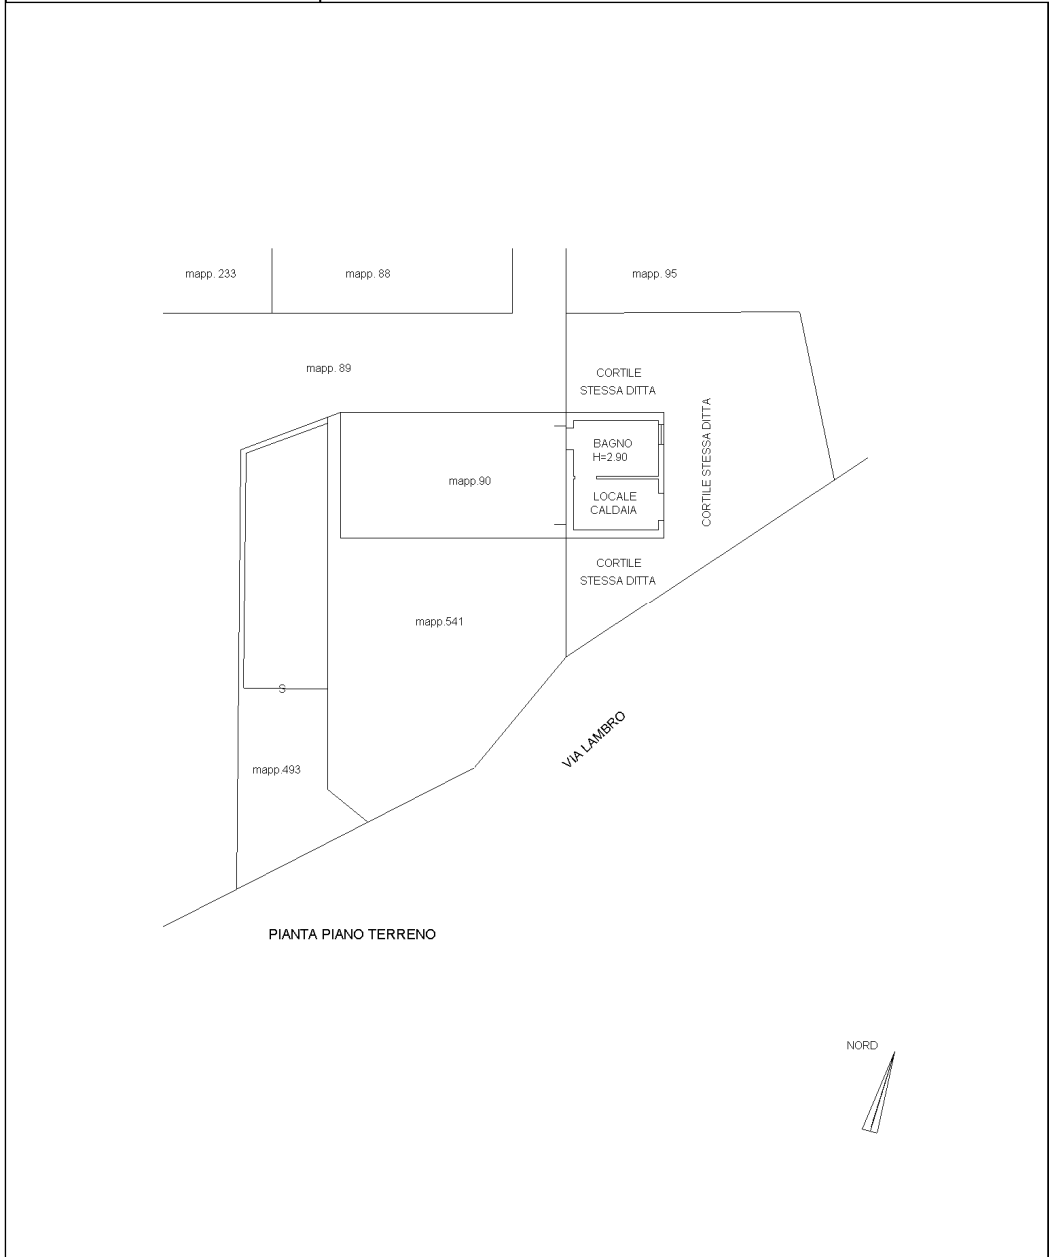 mapp. 233
mapp. 88
mapp. 95
mapp. 89
CORTILE
STESSA DITTA
CORTILE STESSA DITTA
BAGNO
H=2.90
mapp.90
LOCALE
CALDAIA
CORTILE
STESSA DITTA
mapp.541
S
VIA LAMBRO
mapp.493
PIANTA PIANO TERRENO
NORD